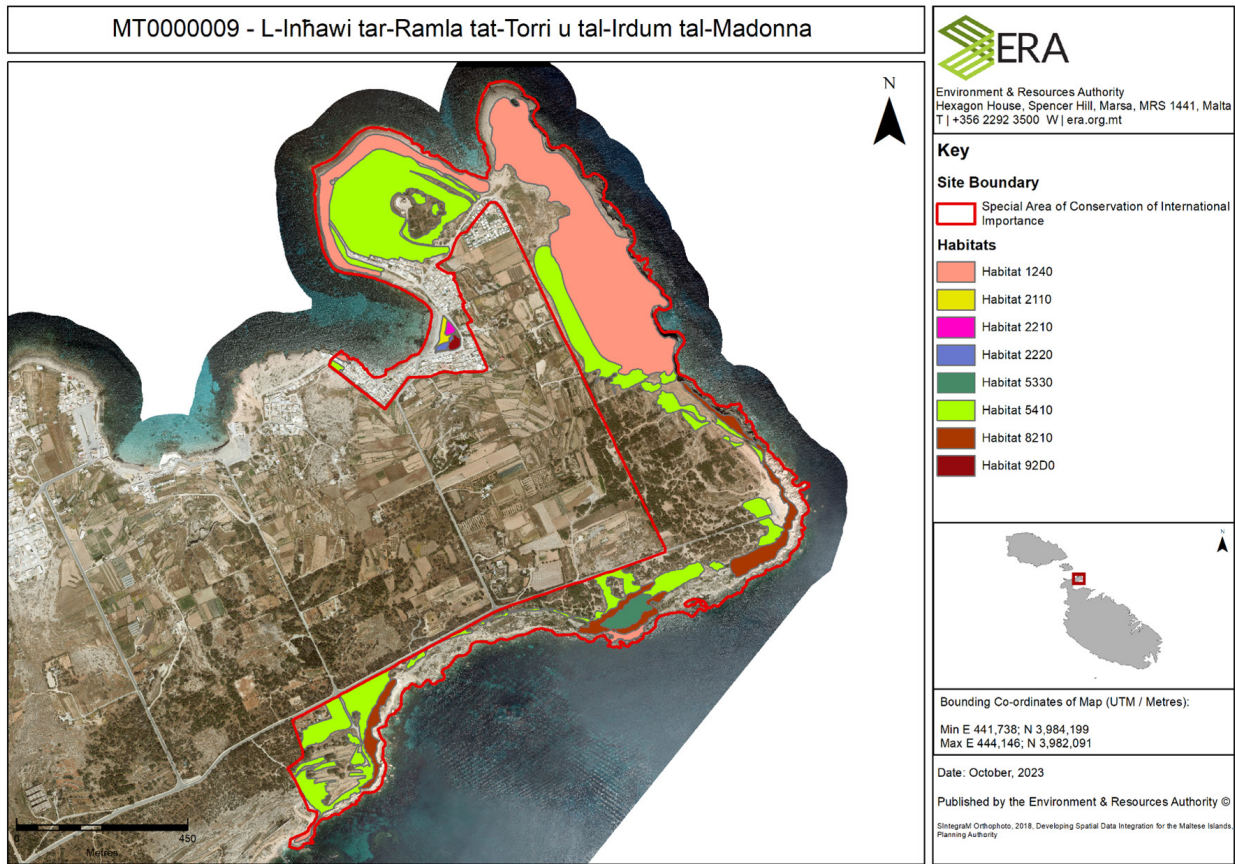 MT0000009 - L-Inħawi tar-Ramla tat-Torri u tal-Irdum tal-Madonna
N
0
450
Metres
ERA
Environment & Resources Authority
Hexagon House, Spencer Hill, Marsa, MRS 1441, Malta
T | +356 2292 3500 W | era.org.mt
Key
Site Boundary
Special Area of Conservation of International
Importance
Habitats
Habitat 1240
Habitat 2110
Habitat 2210
Habitat 2220
Habitat 5330
Habitat 5410
Habitat 8210
Habitat 92D0
N
Bounding Co-ordinates of Map (UTM / Metres):
Min E 441,738; N 3,984,199
Max E 444,146; N 3,982,091
Date: October, 2023
Published by the Environment & Resources Authority ©
SIntegraM Orthophoto, 2018, Developing Spatial Data Integration for the Maltese Islands,
Planning Authority